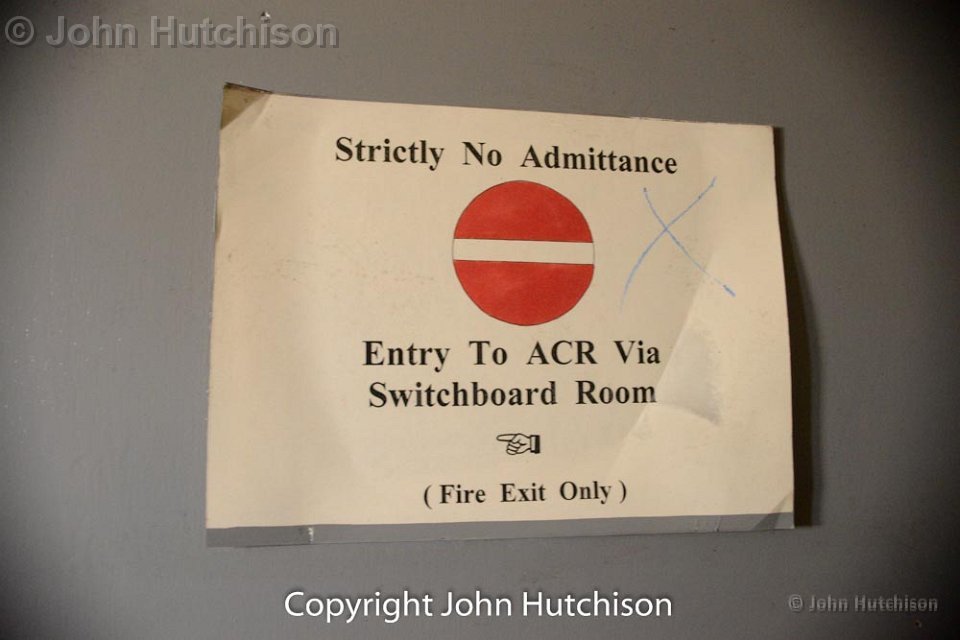 © John Hutchison
Strictly No Admittance
Entry To ACR Via
Switchboard Room
( Fire Exit Only )
Copyright John Hutchison
© John Hutchison